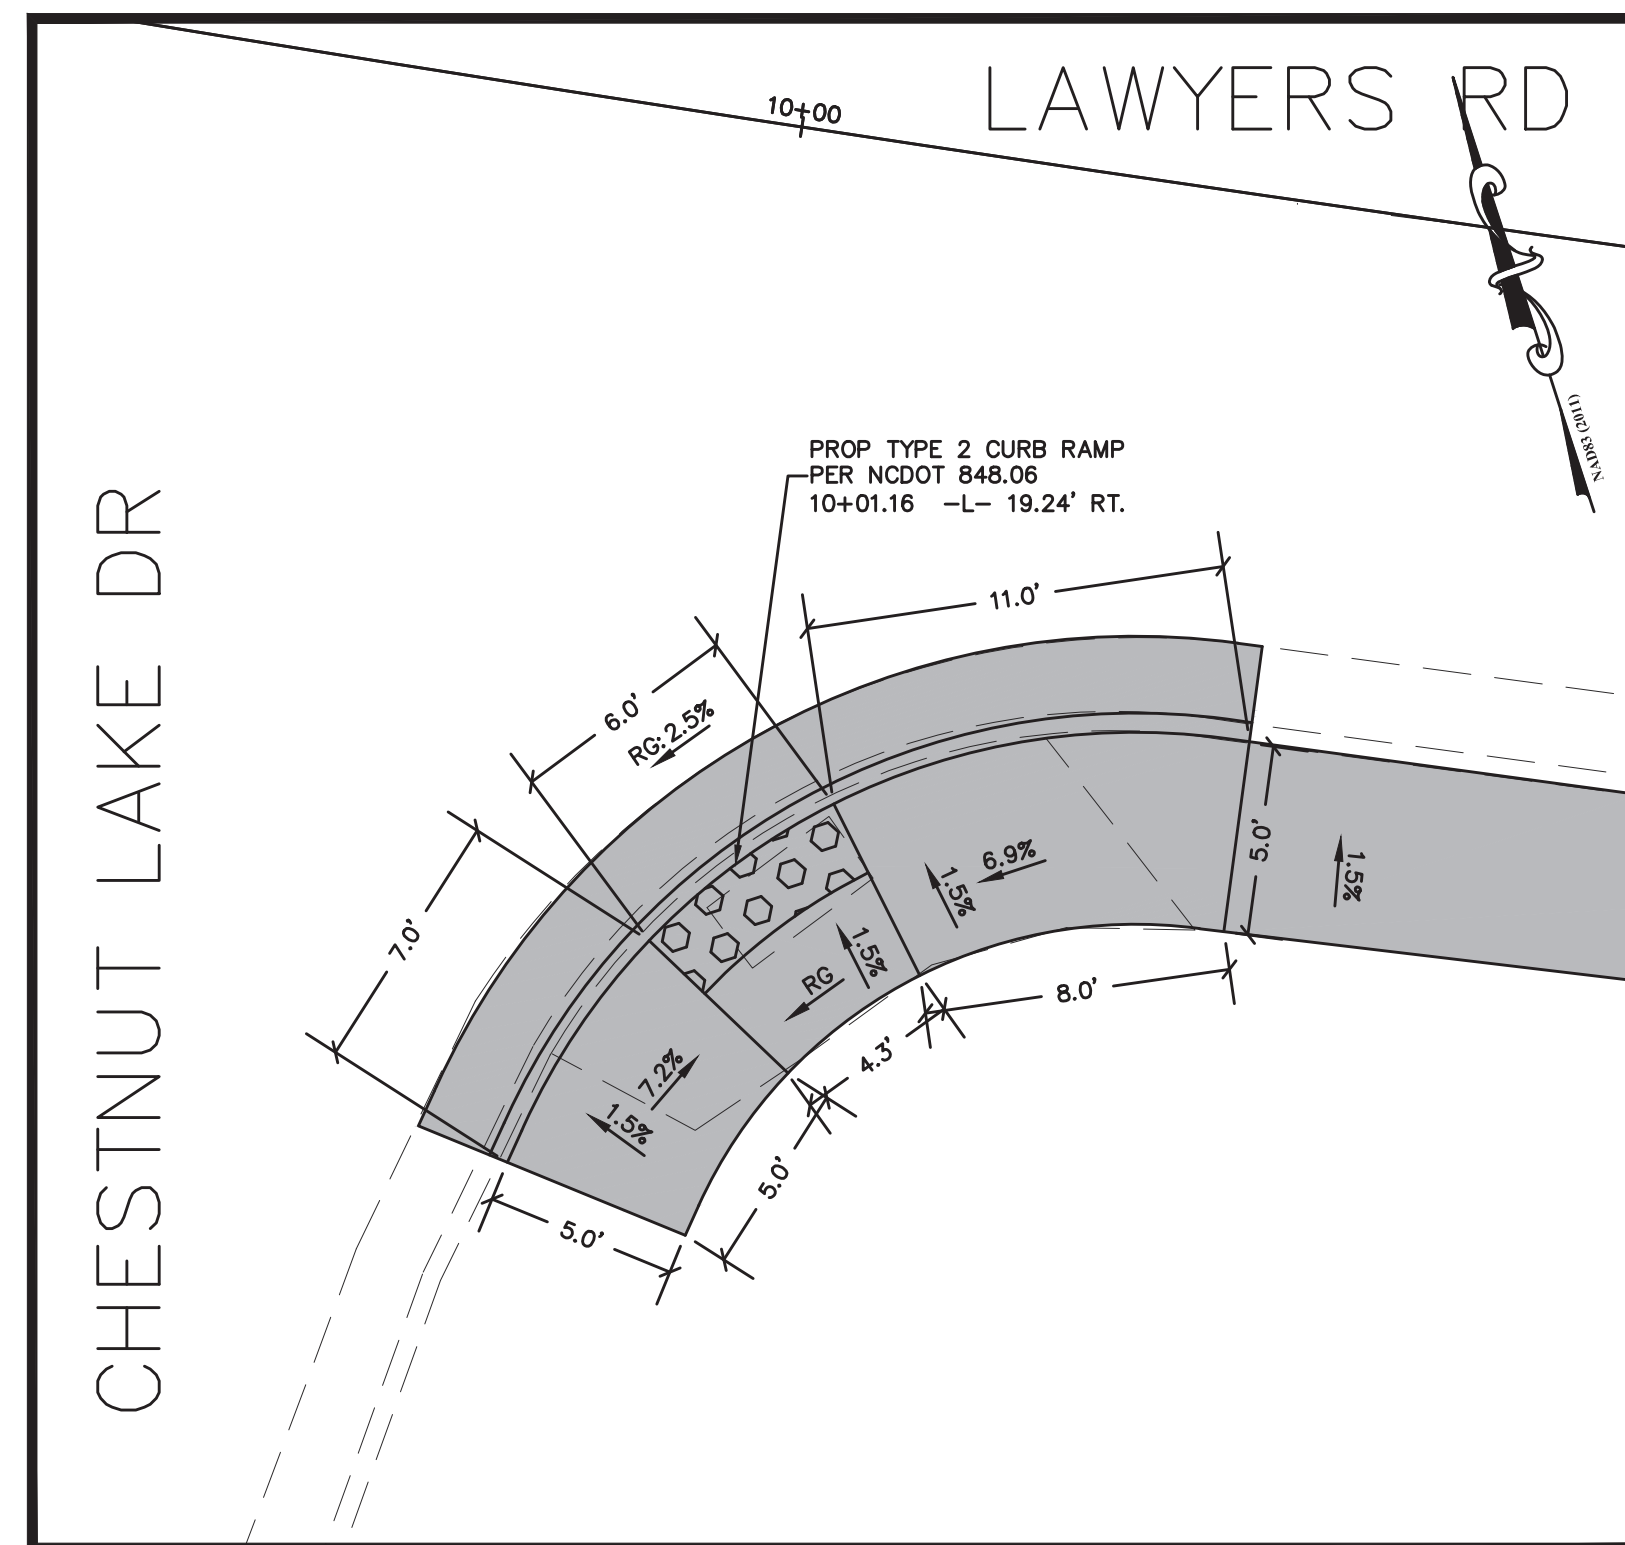 LAWYERS RD
10+00
NAD83 (2011)
PROP TYPE 2 CURB RAMP
PER NCDOT 848.06
10+01.16 -L- 19.24' RT.
CHESTNUT LAKE DR
11.0'
6.0'
RG: 2.5%
7.0'
5.0'
1.5%
6.9%
1.5%
1.5%
RG
8.0'
4.3'
7.2%
1.5%
5.0'
5.0'